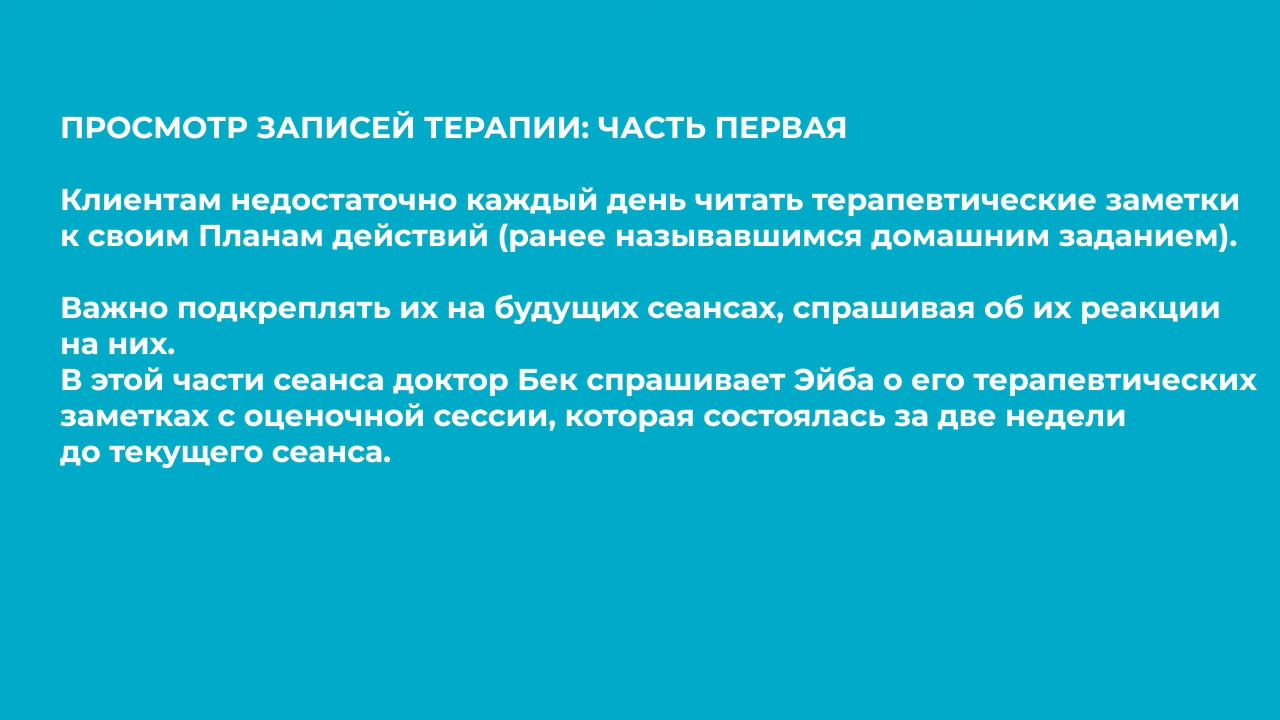 ПРОСМОТР ЗАПИСЕЙ ТЕРАПИИ: ЧАСТЬ ПЕРВАЯ
Клиентам недостаточно каждый день читать терапевтические заметки
к своим Планам действий (ранее называвшимся домашним заданием).
Важно подкреплять их на будущих сеансах, спрашивая об их реакции
на них.
В этой части сеанса доктор Бек спрашивает Эйба о его терапевтических
заметках с оценочной сессии, которая состоялась за две недели
до текущего сеанса.